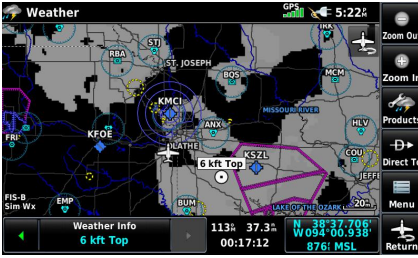 Weather
GPS
5:22
Zoom Out
Zoom In
Products
Direct To
Menu
Return
STJ
RBA
ST. JOSEPH
BQS
MCM
KMCI
MISSOURI RIVER
ANX
HLV
FRI
KFOE
OLATHE
KSZL
COU
6 kft Top
JEFFE
EMP
BUM
LAKE OF THE OZARK
20
FIS-B
Sim Wx
Weather Info
6 kft Top
113 37.3
00:17:12
N 38°37.706'
W094°00.938'
876 MSL